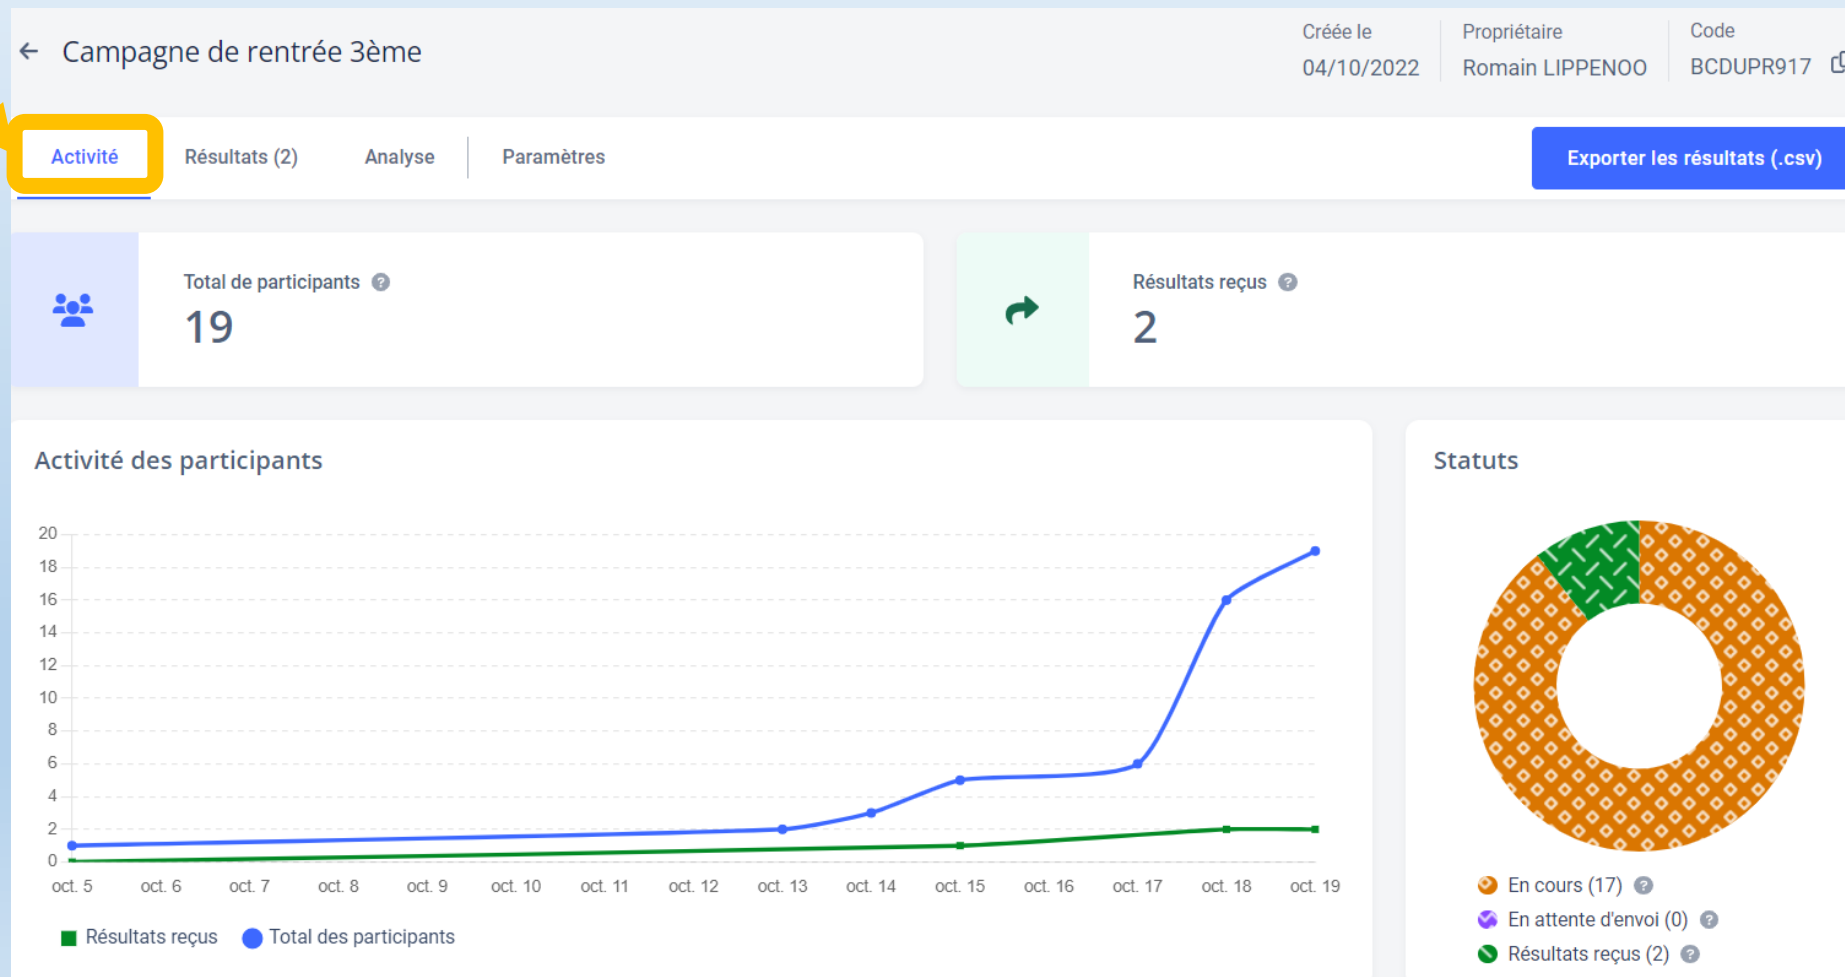 Campagne de rentrée 3ème
Créée le
04/10/2022
Propriétaire
Romain LIPPENOO
Code
BCDUPR917
Activité
Résultats (2)
Analyse
Paramètres
Exporter les résultats (.csv)
Total de participants ?
19
Résultats reçus ?
2
Activité des participants
20
18
16
14
12
10
8
6
4
2
0
oct. 5 oct. 6 oct. 7 oct. 8 oct. 9 oct. 10 oct. 11 oct. 12 oct. 13 oct. 14 oct. 15 oct. 16 oct. 17 oct. 18 oct. 19
Résultats reçus Total des participants
Statuts
En cours (17) ?
En attente d'envoi (0) ?
Résultats reçus (2) ?